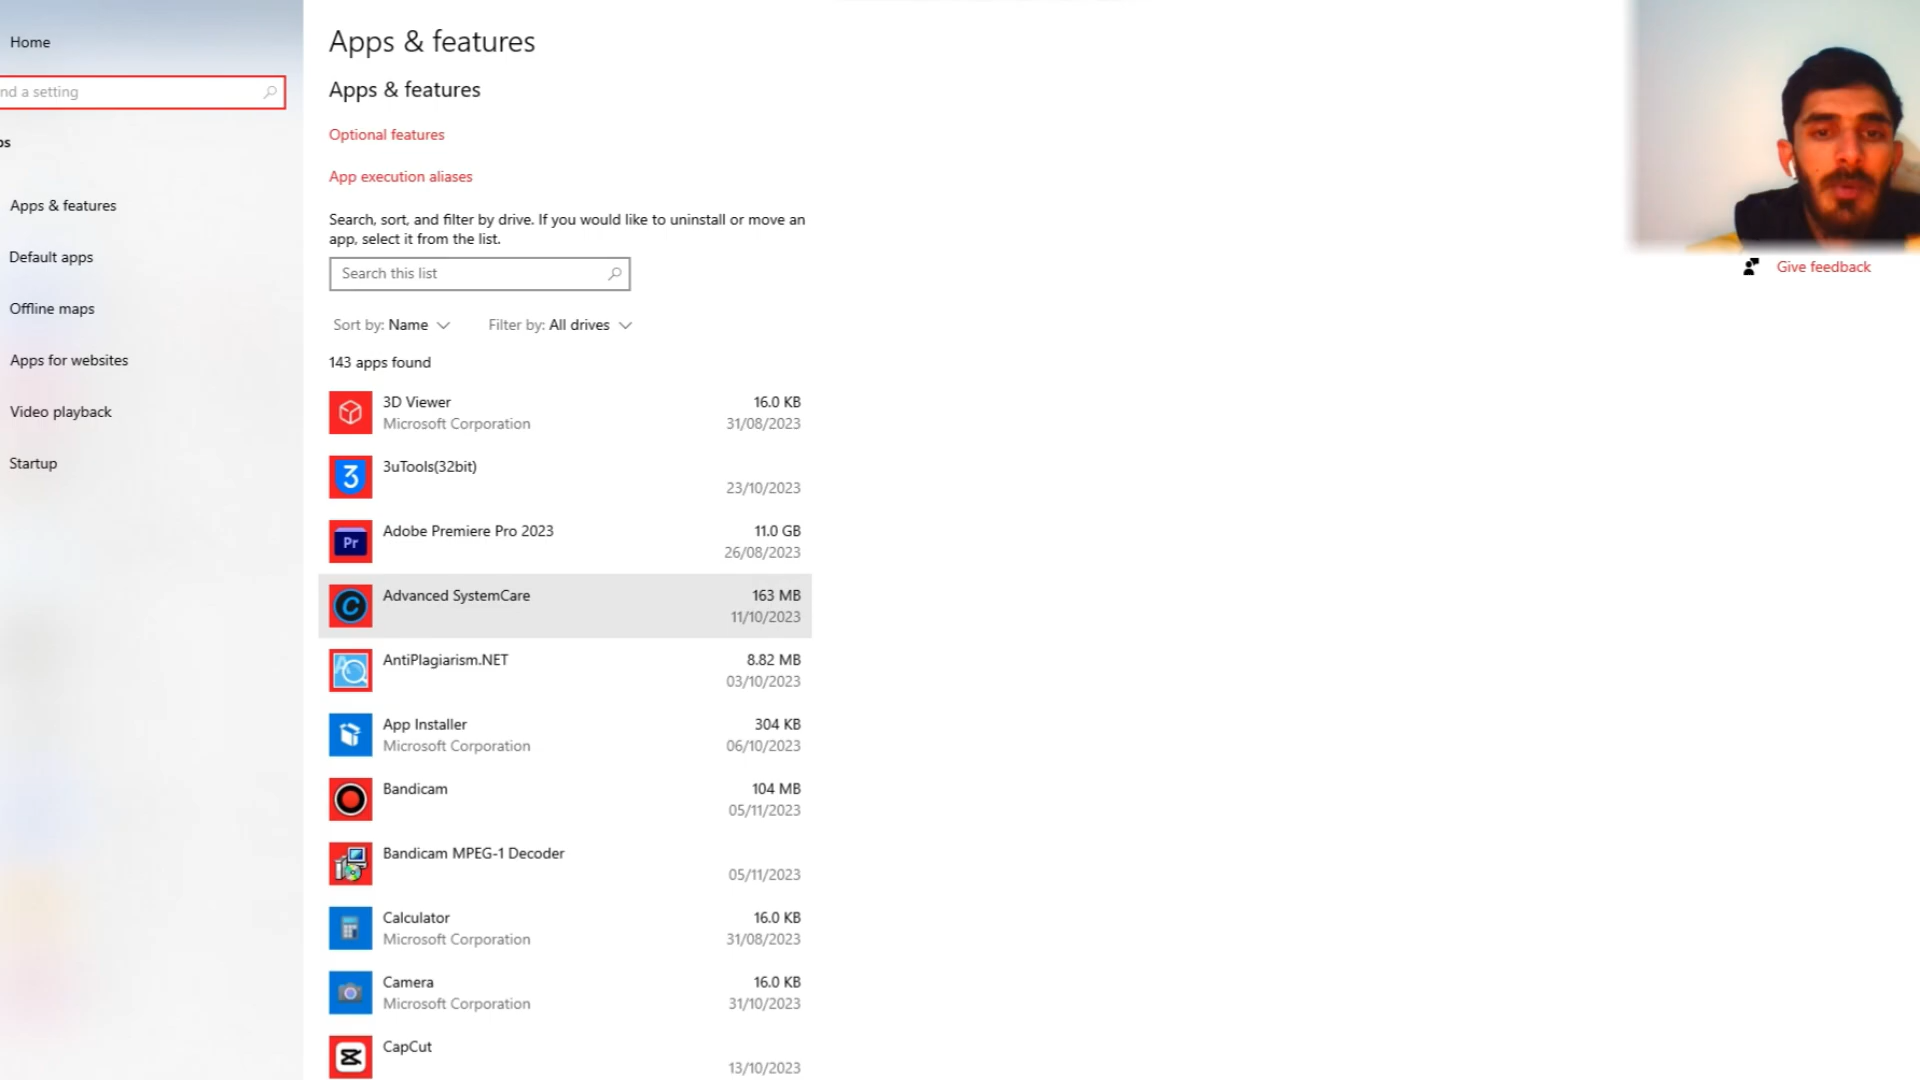 Home
nd a setting
ps
Apps & features
Default apps
Offline maps
Apps for websites
Video playback
Startup
Apps & features
Apps & features
Optional features
App execution aliases
Search, sort, and filter by drive. If you would like to uninstall or move an
app, select it from the list.
Search this list
Sort by: Name Filter by: All drives
143 apps found
3D Viewer 16.0 KB
Microsoft Corporation 31/08/2023
3
3uTools(32bit)
23/10/2023
Pr
Adobe Premiere Pro 2023 11.0 GB
26/08/2023
C
Advanced SystemCare 163 MB
11/10/2023
AntiPlagiarism.NET 8.82 MB
03/10/2023
App Installer 304 KB
Microsoft Corporation 06/10/2023
Bandicam 104 MB
05/11/2023
Bandicam MPEG-1 Decoder
05/11/2023
Calculator 16.0 KB
Microsoft Corporation 31/08/2023
Camera 16.0 KB
Microsoft Corporation 31/10/2023
CapCut
13/10/2023
Give feedback